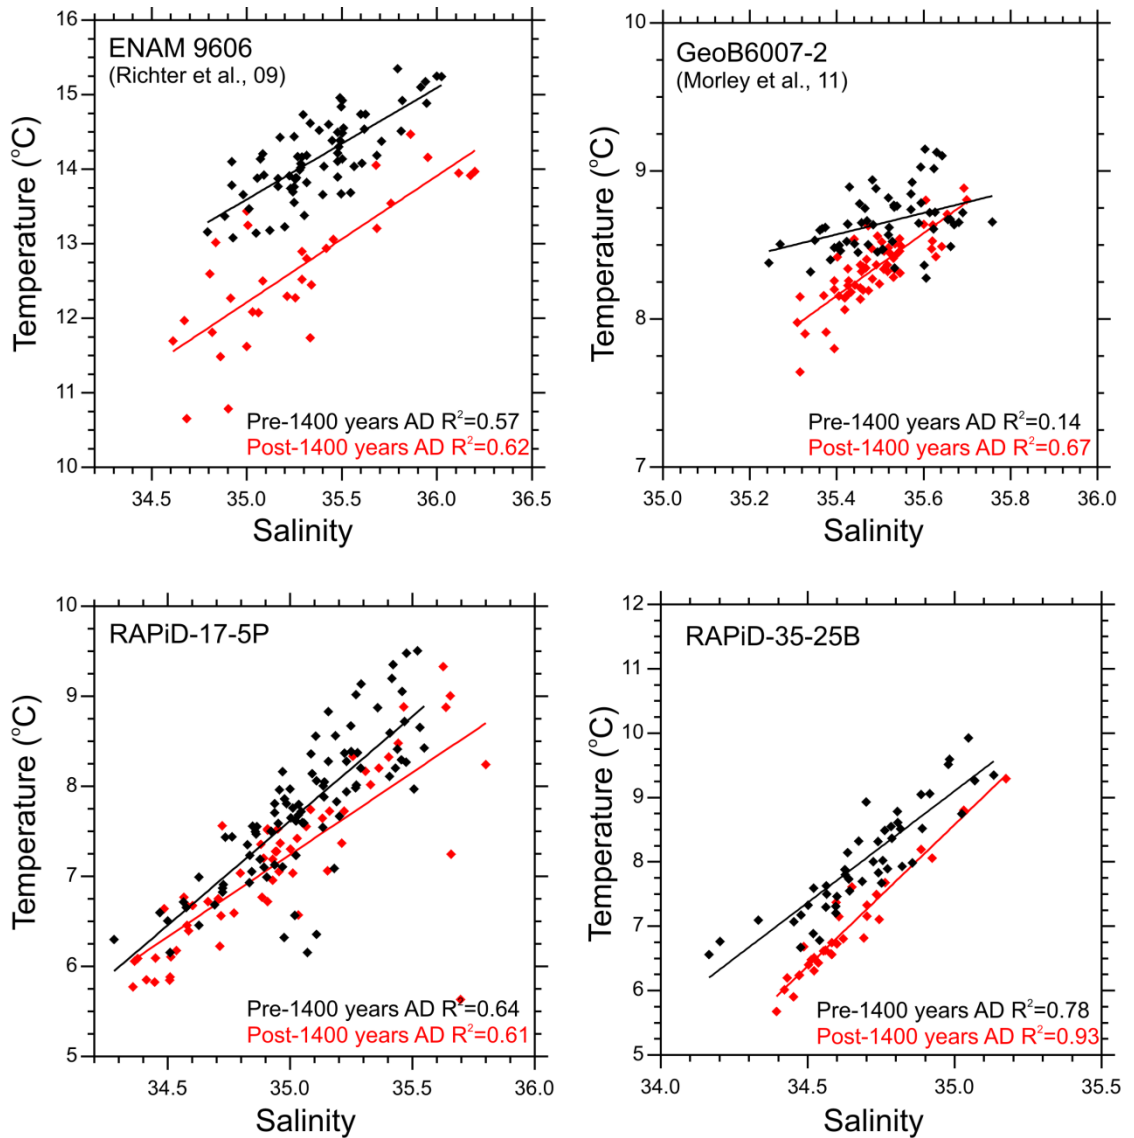 ENAM 9606
(Richter et al., 09)
Temperature (°C)
16
15
14
13
12
11
10
Pre-1400 years AD R²=0.57
Post-1400 years AD R²=0.62
34.5 35.0 35.5 36.0 36.5
Salinity
GeoB6007-2
(Morley et al., 11)
Temperature (°C)
10
9
8
7
Pre-1400 years AD R²=0.14
Post-1400 years AD R²=0.67
35.0 35.2 35.4 35.6 35.8 36.0
Salinity
RAPiD-17-5P
Temperature (°C)
10
9
8
7
6
5
Pre-1400 years AD R²=0.64
Post-1400 years AD R²=0.61
34.5 35.0 35.5 36.0
Salinity
RAPiD-35-25B
Temperature (°C)
12
11
10
9
8
7
6
5
Pre-1400 years AD R²=0.78
Post-1400 years AD R²=0.93
34.0 34.5 35.0 35.5
Salinity